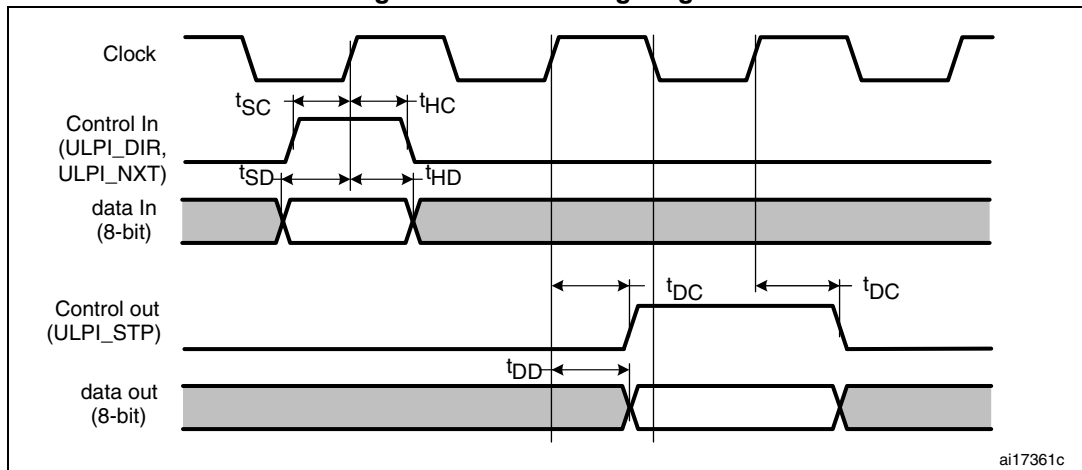 Clock
tSC
tHC
Control In
(ULPI_DIR,
ULPI_NXT)
tSD
tHD
data In
(8-bit)
Control out
(ULPI_STP)
tDC
tDC
tDD
data out
(8-bit)
ai17361c